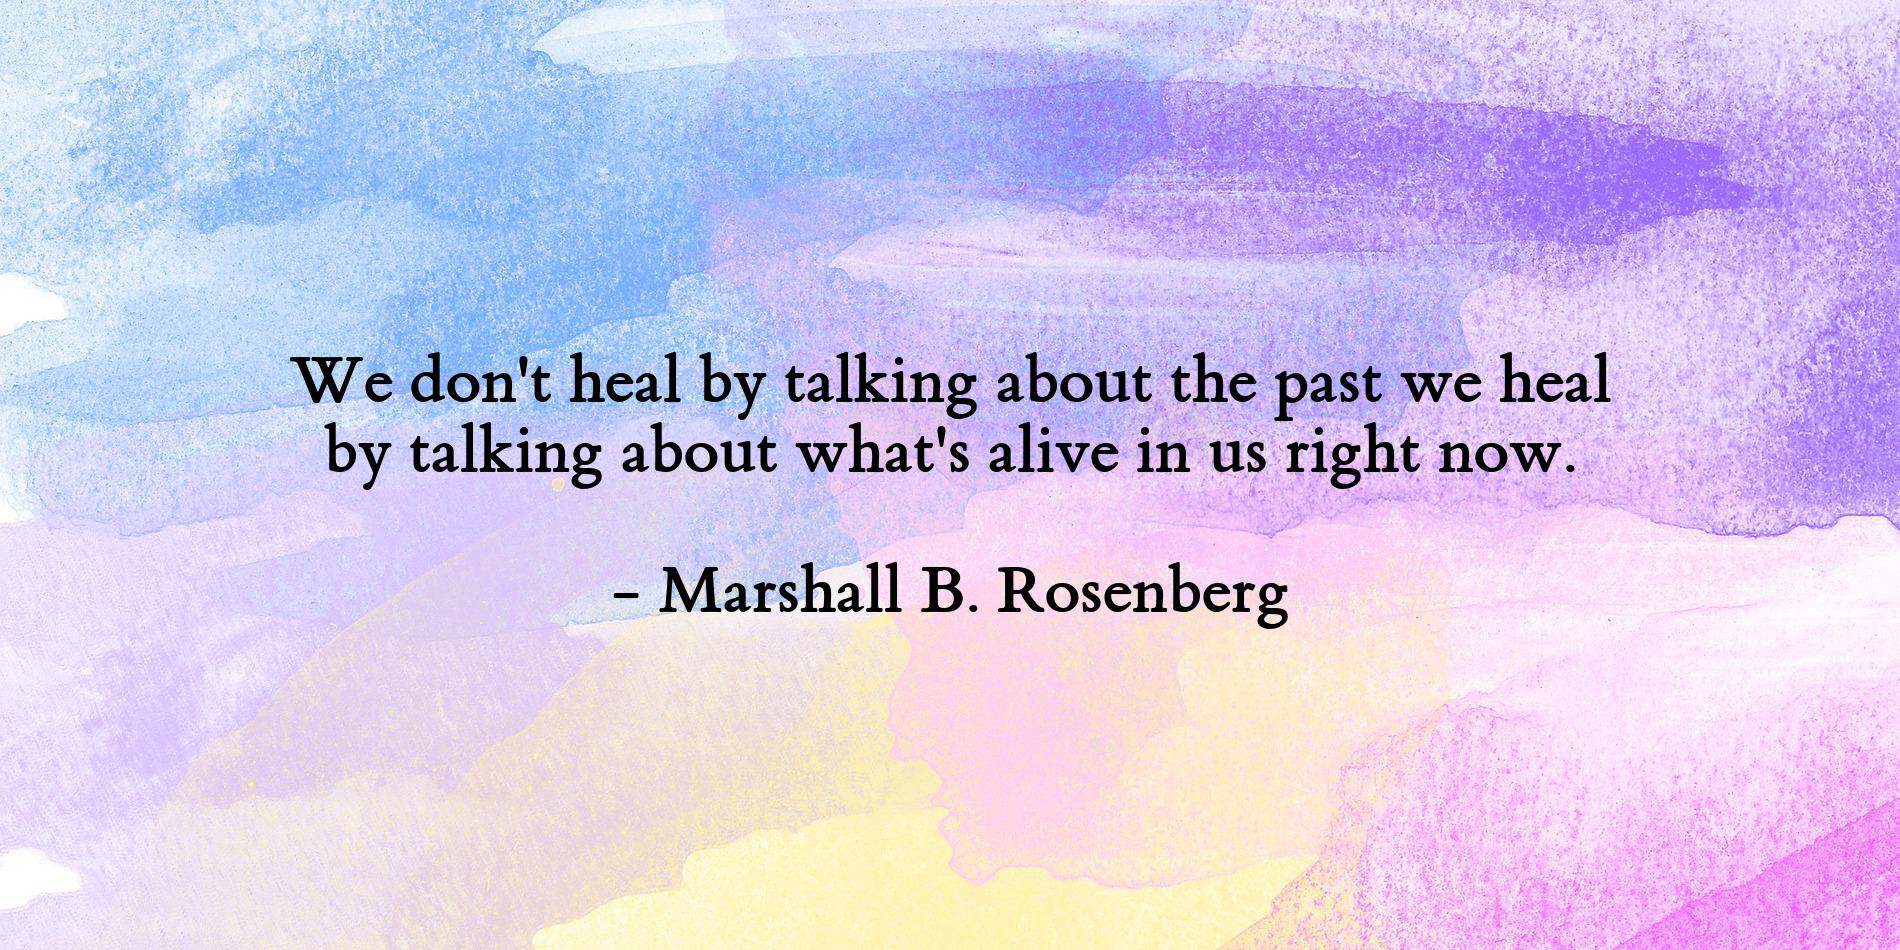 We don't heal by talking about the past we heal
by talking about what's alive in us right now.
– Marshall B. Rosenberg